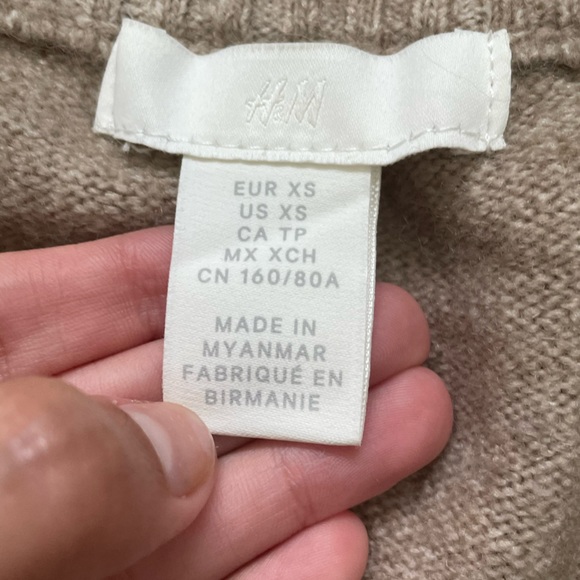 H&M
EUR XS
US XS
CA TP
MX XCH
CN 160/80A
MADE IN
MYANMAR
FABRIQUÉ EN
BIRMANIE